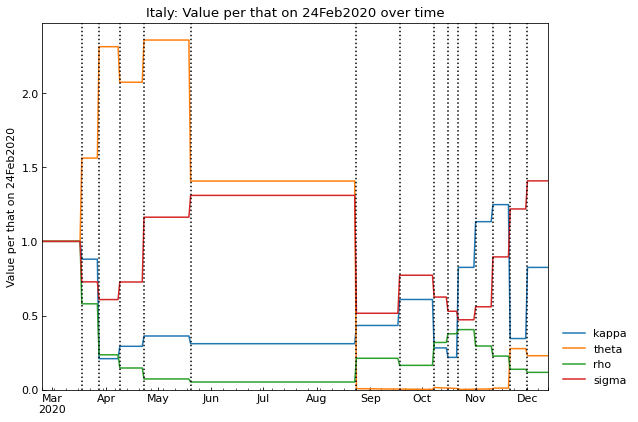 Italy: Value per that on 24Feb2020 over time
Value per that on 24Feb2020
2.0
1.5
1.0
0.5
0.0
Mar Apr May Jun Jul Aug Sep Oct Nov Dec
2020
kappa
theta
rho
sigma